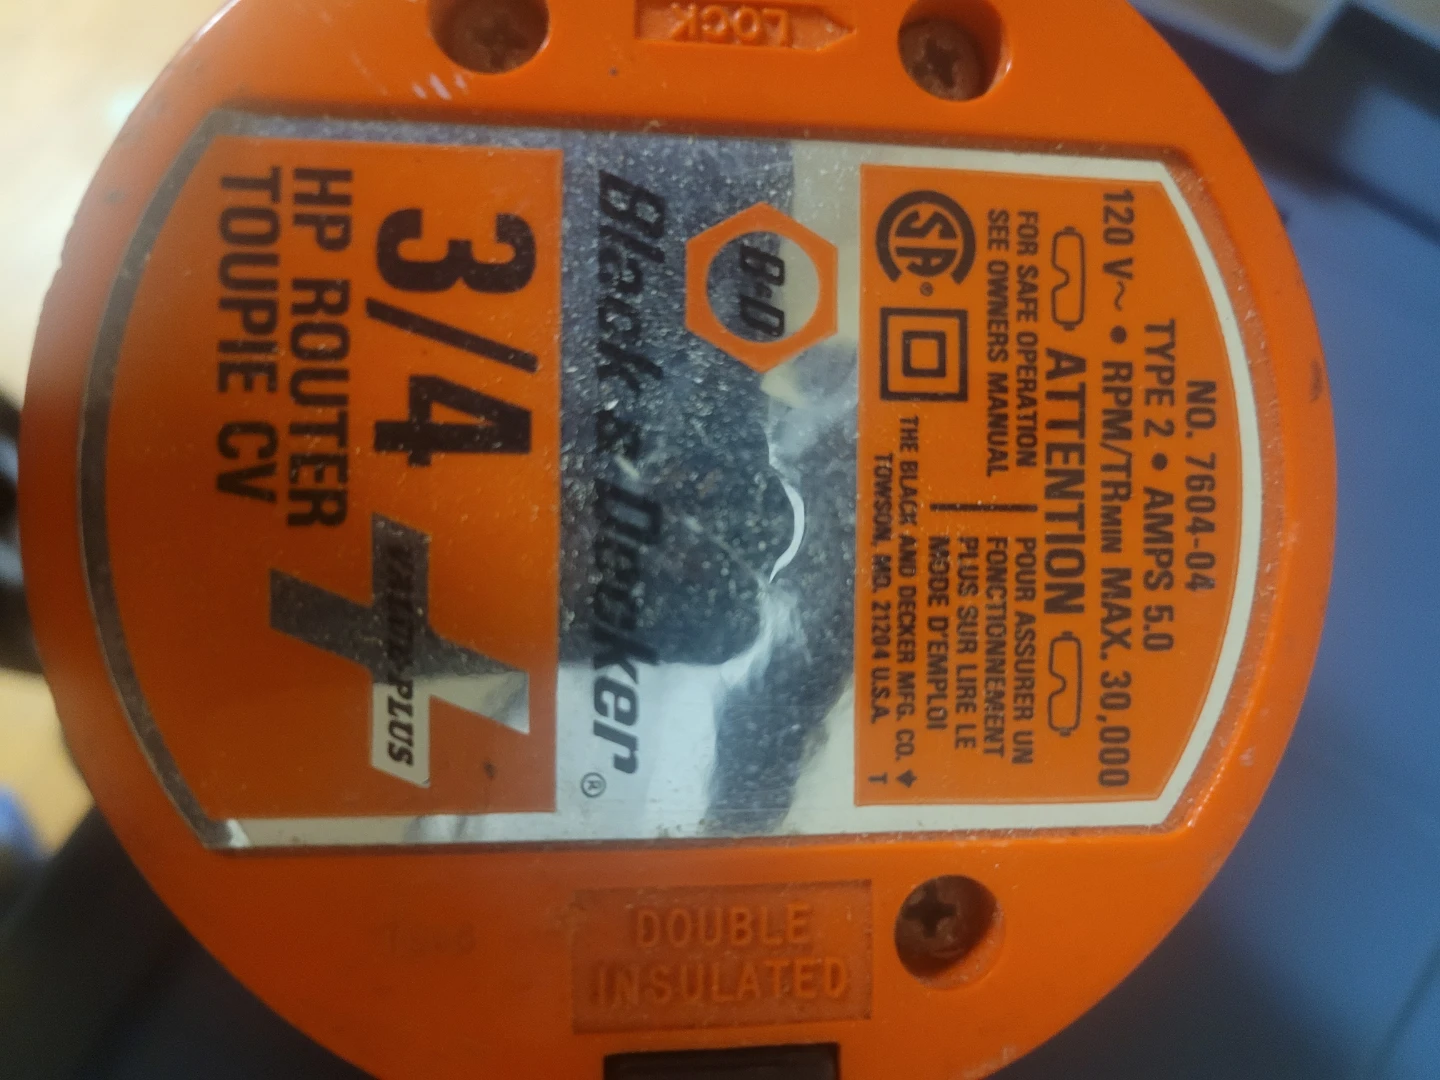 LOCK
NO. 7604-04
TYPE 2 • AMPS 5.0
120 V~ • RPM/TRMIN MAX. 30,000
ATTENTION
FOR SAFE OPERATION
SEE OWNERS MANUAL
POUR ASSURER UN
FONCTIONNEMENT
PLUS SUR LIRE LE
MODE D'EMPLOI
SA®
THE BLACK AND DECKER MFG. CO.
TOWSON, MD. 21204 U.S.A. T
B&D
Black & Decker®
3/4
HP ROUTER
TOUPIE CV
VALU-PLUS
DOUBLE
INSULATED